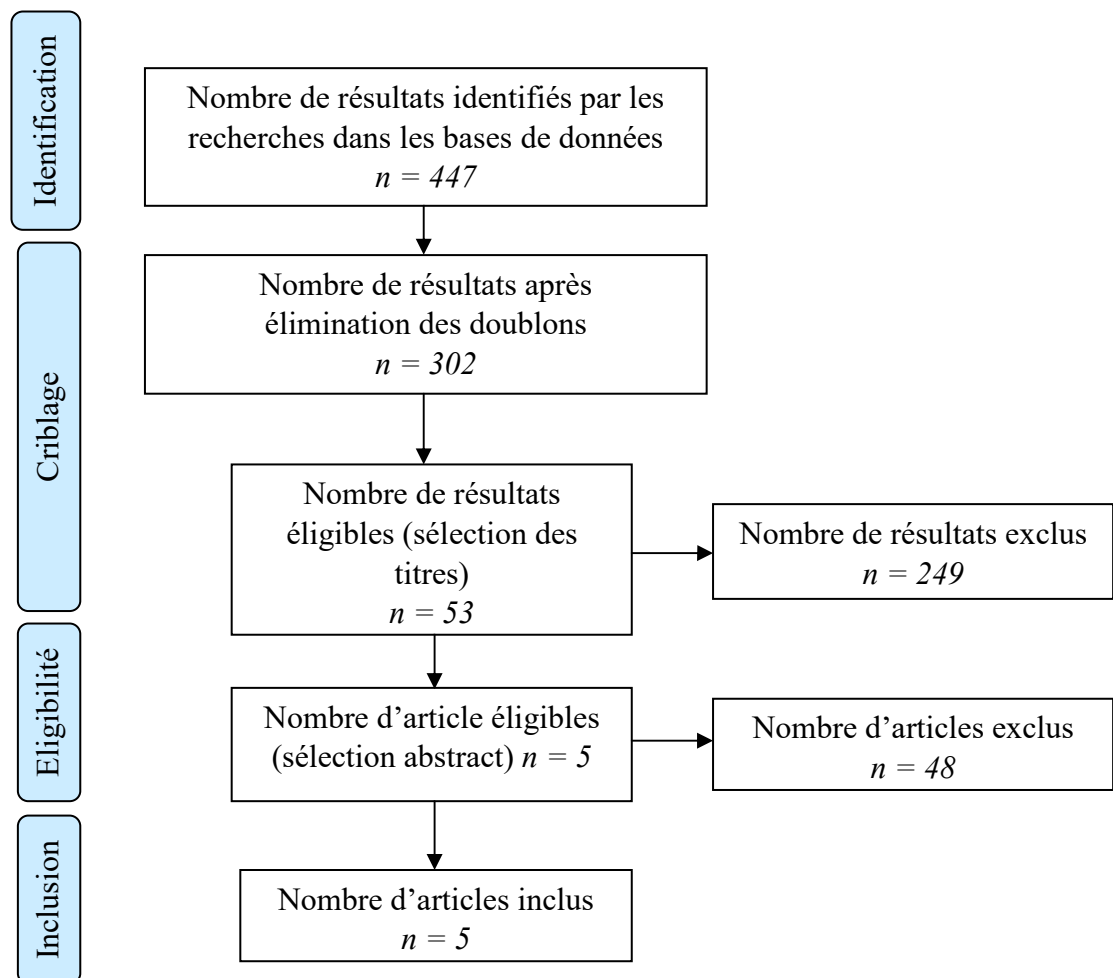 Identification
Nombre de résultats identifiés par les
recherches dans les bases de données
n = 447
Criblage
Nombre de résultats après
élimination des doublons
n = 302
Nombre de résultats
éligibles (sélection des
titres)
n = 53
Nombre de résultats exclus
n = 249
Eligibilité
Nombre d’article éligibles
(sélection abstract) n = 5
Nombre d’articles exclus
n = 48
Inclusion
Nombre d’articles inclus
n = 5